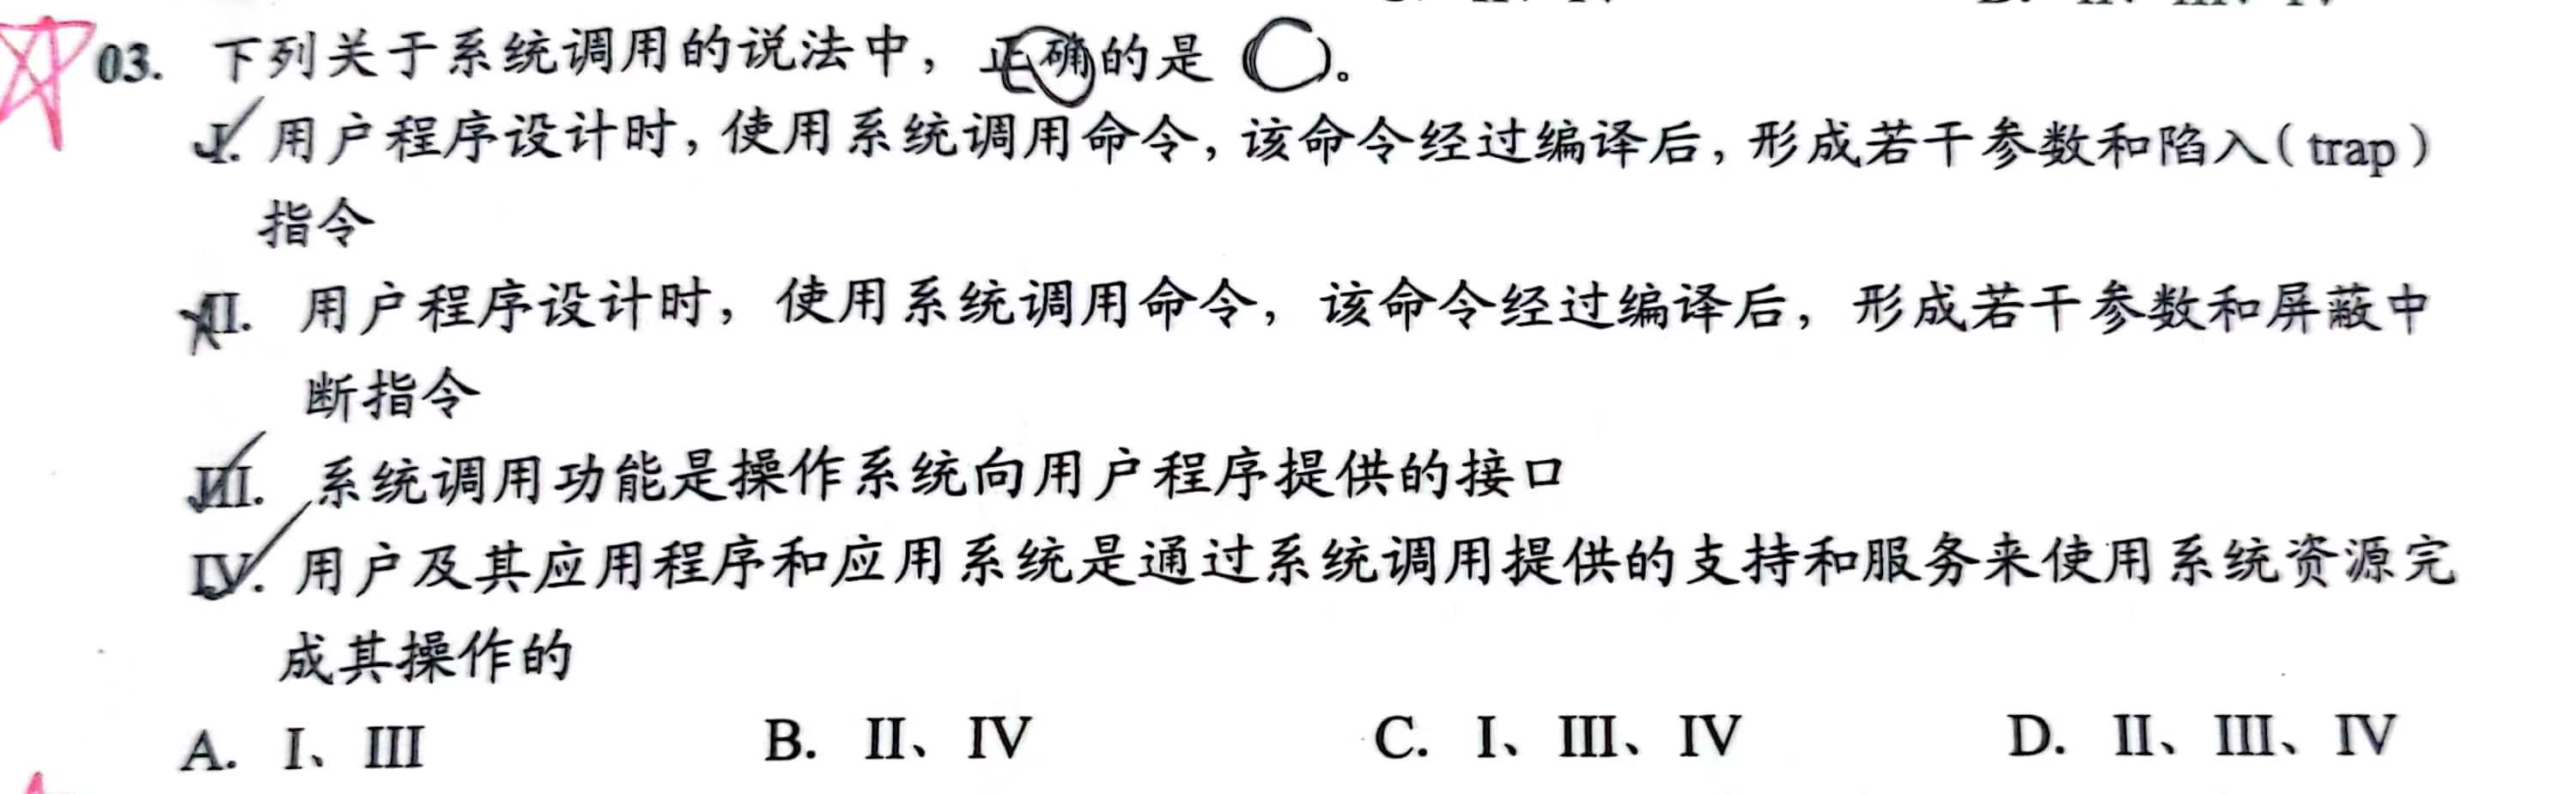 03. 下列关于系统调用的说法中，正确的是（ ）。
I. 用户程序设计时，使用系统调用命令，该命令经过编译后，形成若干参数和陷入（trap）
指令
II. 用户程序设计时，使用系统调用命令，该命令经过编译后，形成若干参数和屏蔽中
断指令
III. 系统调用功能是操作系统向用户程序提供的接口
IV. 用户及其应用程序和应用系统是通过系统调用提供的支持和服务来使用系统资源完
成其操作的
A. I、III B. II、IV C. I、III、IV D. II、III、IV